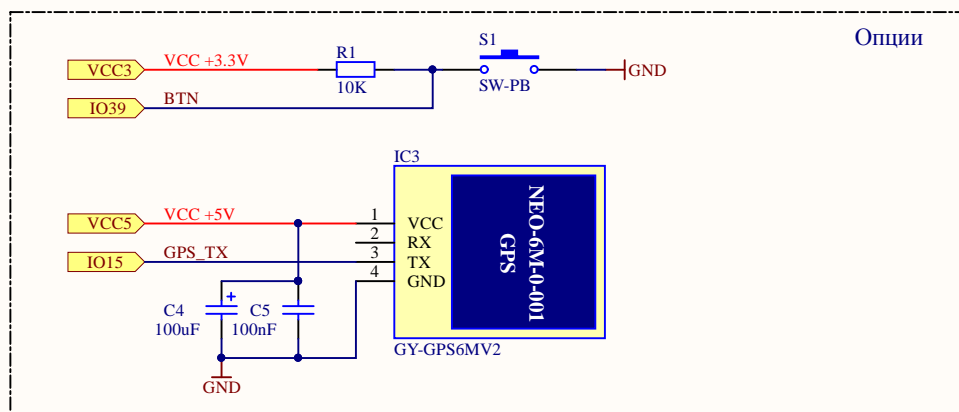 Опции
VCC3
VCC +3.3V
R1
10K
S1
SW-PB
GND
IO39
BTN
IC3
VCC5
VCC +5V
1
VCC
2
RX
IO15
GPS_TX
3
TX
4
GND
NEO-6M-0-001
GPS
C4
100uF
C5
100nF
GY-GPS6MV2
GND